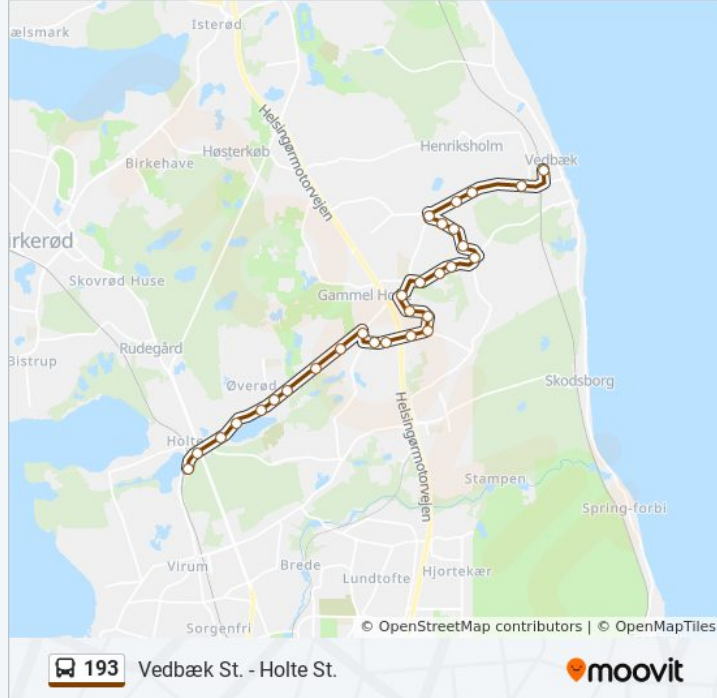 ælsmark
Isterød
Helsingørmotorvejen
Henriksholm
Høsterkøb
Vedbæk
Birkehave
irkerød
Skovrød Huse
Gammel Ho
Rudegård
Bistrup
Skodsborg
Øverød
Helsingørmotorvejen
Holte
Stampen
Spring-forbi
Virum
Brede
Lundtofte
Hjortekær
Sorgenfri
© OpenStreetMap contributors | © OpenMapTiles
193 Vedbæk St. - Holte St.
moovit